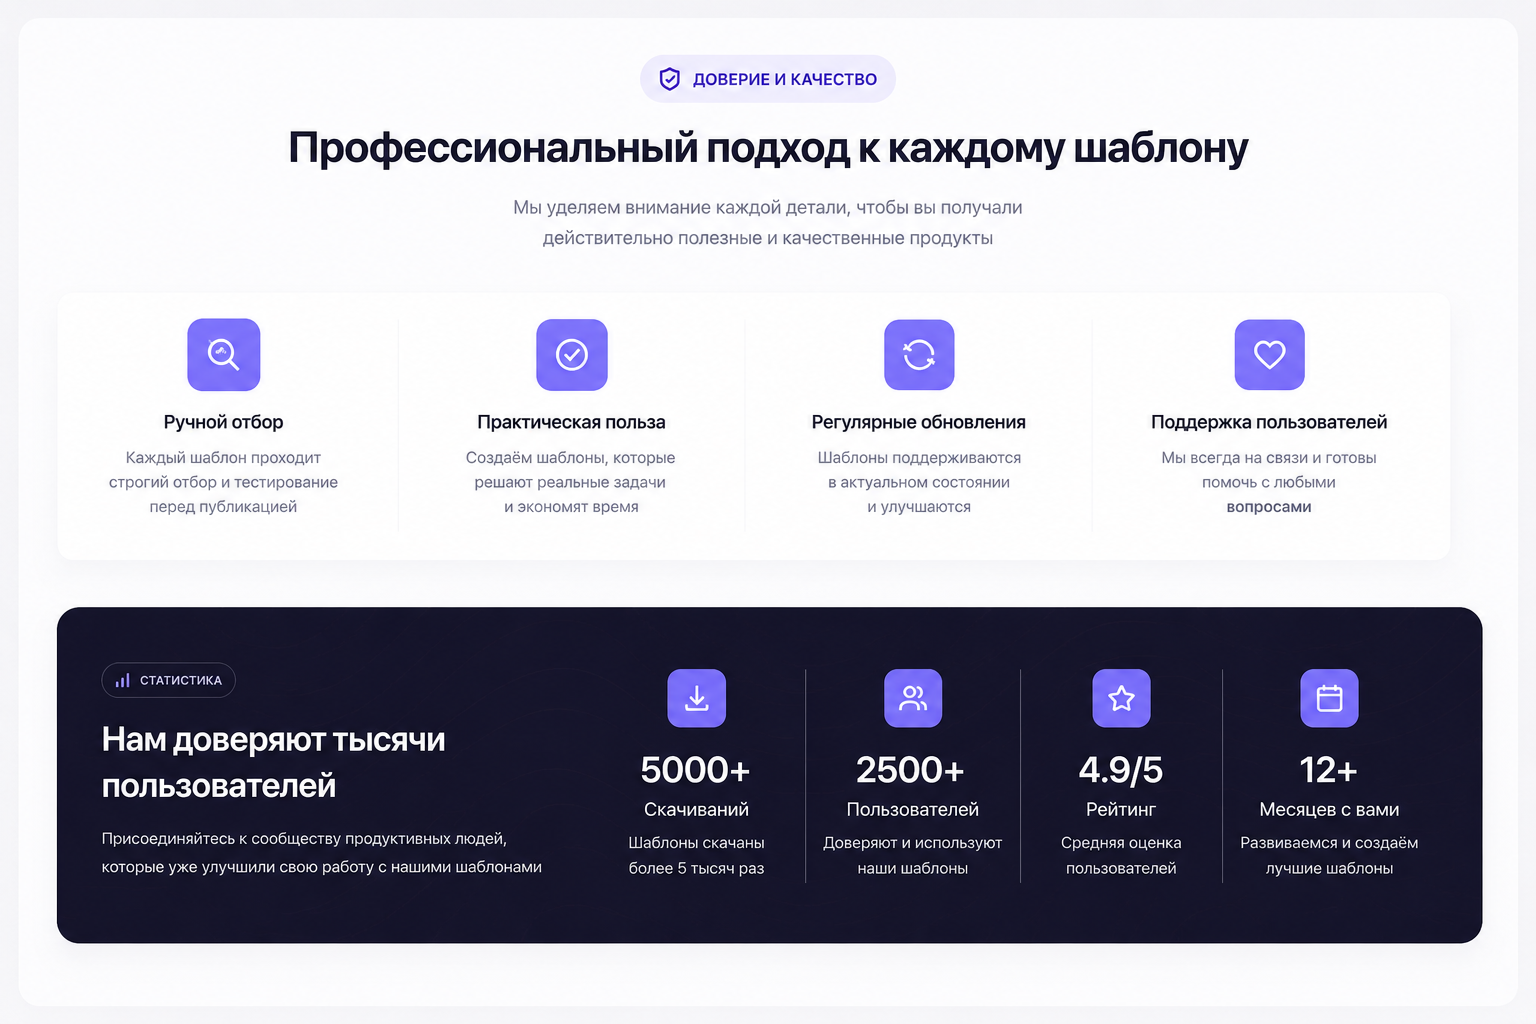 ДОВЕРИЕ И КАЧЕСТВО
Профессиональный подход к каждому шаблону
Мы уделяем внимание каждой детали, чтобы вы получали
действительно полезные и качественные продукты
Ручной отбор
Каждый шаблон проходит
строгий отбор и тестирование
перед публикацией
Практическая польза
Создаём шаблоны, которые
решают реальные задачи
и экономят время
Регулярные обновления
Шаблоны поддерживаются
в актуальном состоянии
и улучшаются
Поддержка пользователей
Мы всегда на связи и готовы
помочь с любыми
вопросами
СТАТИСТИКА
Нам доверяют тысячи
пользователей
Присоединяйтесь к сообществу продуктивных людей,
которые уже улучшили свою работу с нашими шаблонами
5000+
Скачиваний
Шаблоны скачаны
более 5 тысяч раз
2500+
Пользователей
Доверяют и используют
наши шаблоны
4.9/5
Рейтинг
Средняя оценка
пользователей
12+
Месяцев с вами
Развиваемся и создаём
лучшие шаблоны